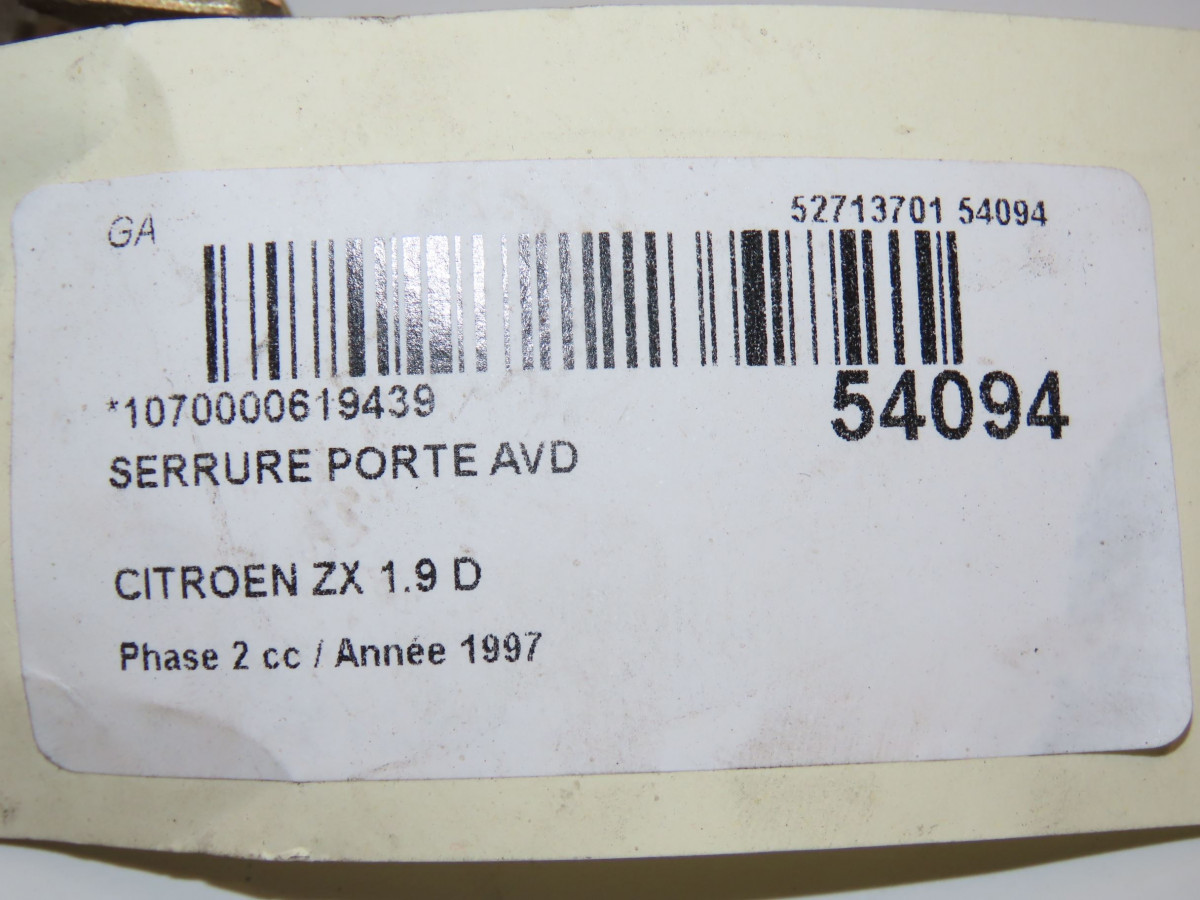 GA
52713701 54094
*1070000619439
54094
SERRURE PORTE AVD
CITROEN ZX 1.9 D
Phase 2 cc / Année 1997